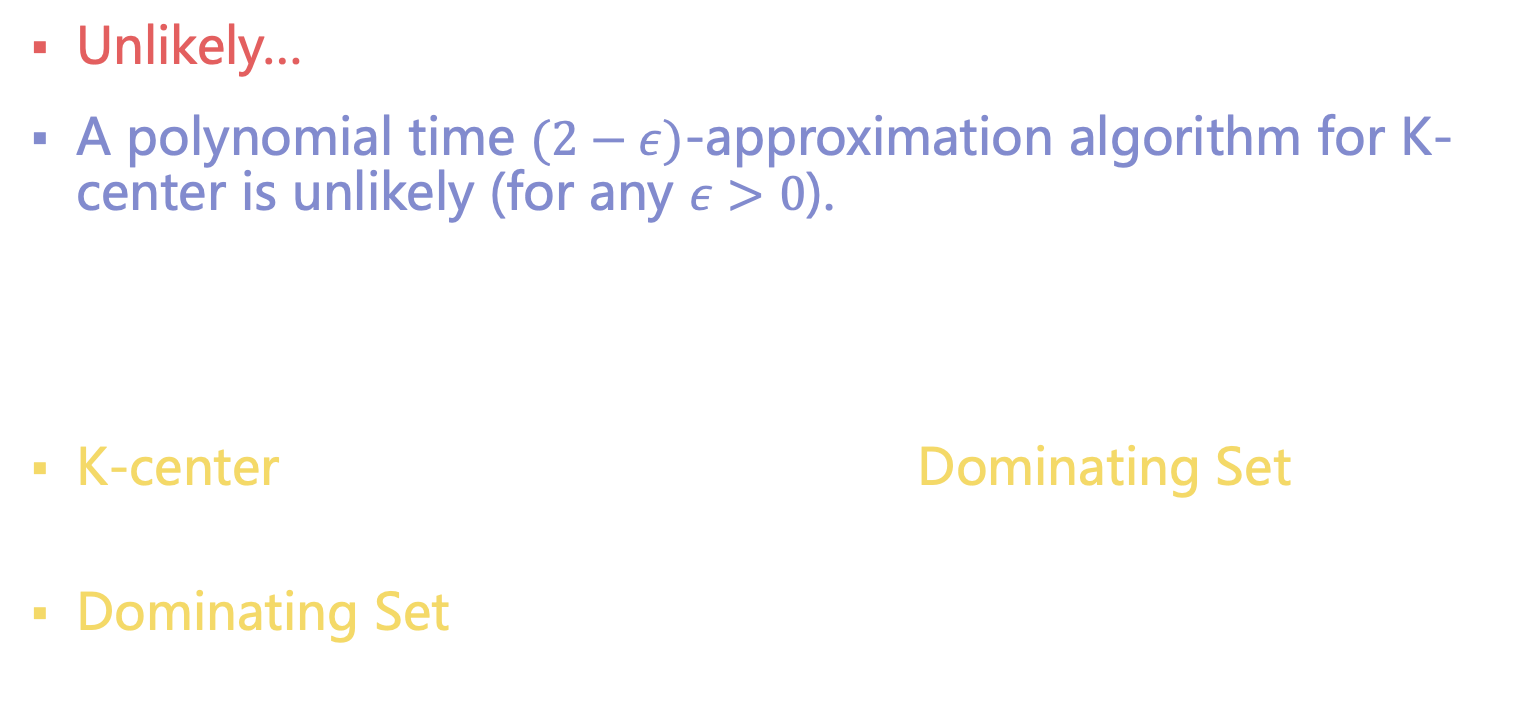 ▪ Unlikely...
▪ A polynomial time (2 − ϵ)-approximation algorithm for K-
center is unlikely (for any ϵ > 0).
▪ K-center Dominating Set
▪ Dominating Set